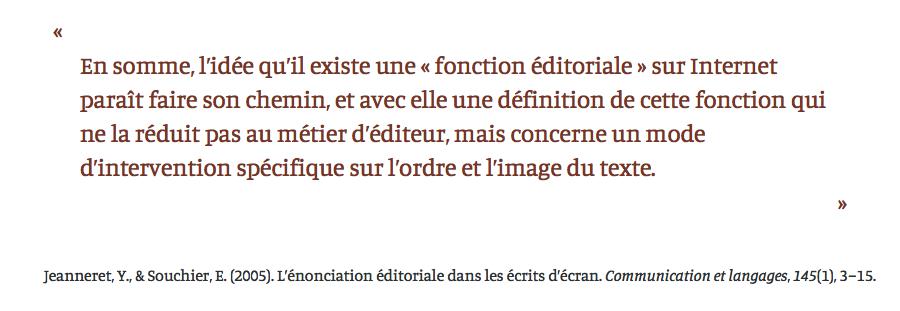 «
En somme, l’idée qu’il existe une « fonction éditoriale » sur Internet
paraît faire son chemin, et avec elle une définition de cette fonction qui
ne la réduit pas au métier d’éditeur, mais concerne un mode
d’intervention spécifique sur l’ordre et l’image du texte.
»
Jeanneret, Y., & Souchier, E. (2005). L’énonciation éditoriale dans les écrits d’écran. Communication et langages, 145(1), 3–15.